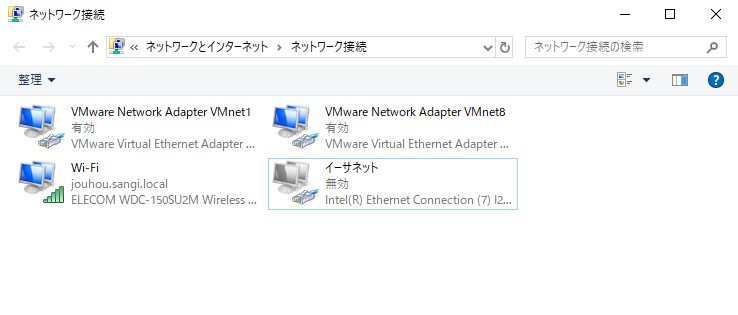 ネットワーク接続
« ネットワークとインターネット › ネットワーク接続
ネットワーク接続の検索
整理
VMware Network Adapter VMnet1
有効
VMware Virtual Ethernet Adapter ...
VMware Network Adapter VMnet8
有効
VMware Virtual Ethernet Adapter ...
Wi-Fi
jouhou.sangi.local
ELECOM WDC-150SU2M Wireless ...
イーサネット
無効
Intel(R) Ethernet Connection (7) I2...